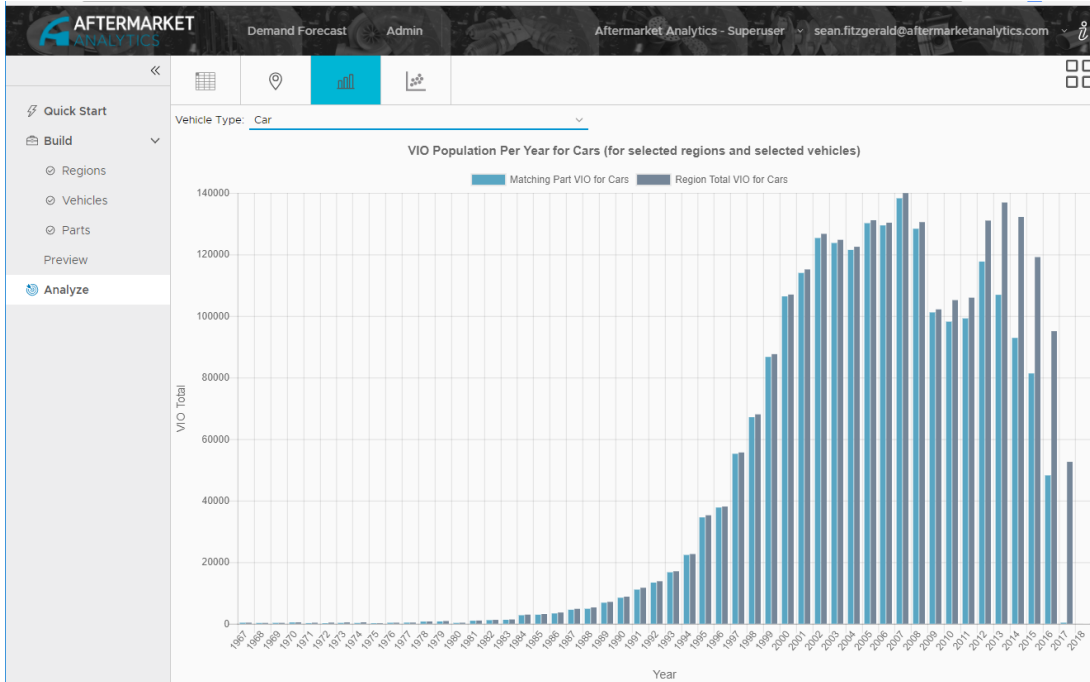 AFTERMARKET
ANALYTICS
Demand Forecast Admin Aftermarket Analytics - Superuser sean.fitzgerald@aftermarketanalytics.com
Quick Start
Build
Regions
Vehicles
Parts
Preview
Analyze
Vehicle Type: Car
VIO Population Per Year for Cars (for selected regions and selected vehicles)
Matching Part VIO for Cars Region Total VIO for Cars
VIO Total
140000
120000
100000
80000
60000
40000
20000
0
1967 1968 1969 1970 1971 1972 1973 1974 1975 1976 1977 1978 1979 1980 1981 1982 1983 1984 1985 1986 1987 1988 1989 1990 1991 1992 1993 1994 1995 1996 1997 1998 1999 2000 2001 2002 2003 2004 2005 2006 2007 2008 2009 2010 2011 2012 2013 2014 2015 2016 2017 2018
Year